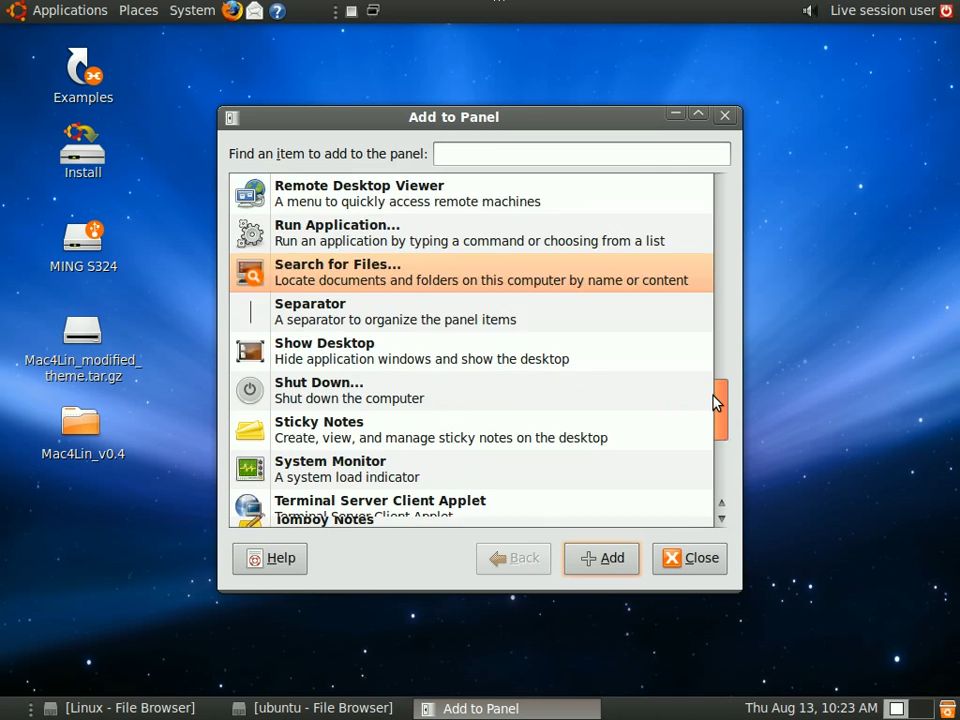 Applications Places System Live session user
Examples
Install
MING S324
Mac4Lin_modified_
theme.tar.gz
Mac4Lin_v0.4
Add to Panel
Find an item to add to the panel:
Remote Desktop Viewer
A menu to quickly access remote machines
Run Application...
Run an application by typing a command or choosing from a list
Search for Files...
Locate documents and folders on this computer by name or content
Separator
A separator to organize the panel items
Show Desktop
Hide application windows and show the desktop
Shut Down...
Shut down the computer
Sticky Notes
Create, view, and manage sticky notes on the desktop
System Monitor
A system load indicator
Terminal Server Client Applet
Terminal Server Client Applet
Tomboy Notes
Help Back Add Close
[Linux - File Browser] [ubuntu - File Browser] Add to Panel Thu Aug 13, 10:23 AM